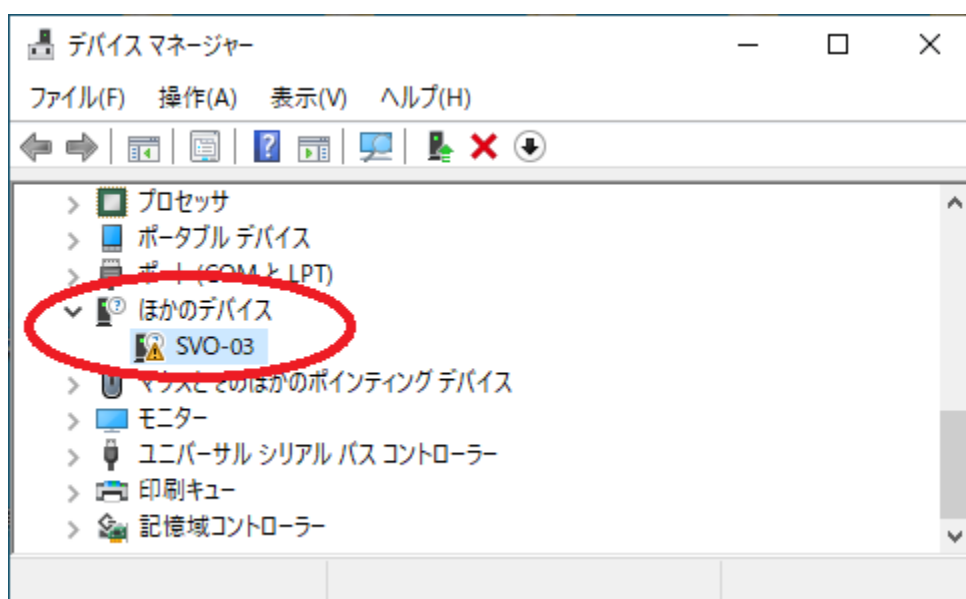 デバイス マネージャー
ファイル(F) 操作(A) 表示(V) ヘルプ(H)
プロセッサ
ポータブル デバイス
ポート (COM と LPT)
ほかのデバイス
SVO-03
マウスとそのほかのポインティング デバイス
モニター
ユニバーサル シリアル バス コントローラー
印刷キュー
記憶域コントローラー